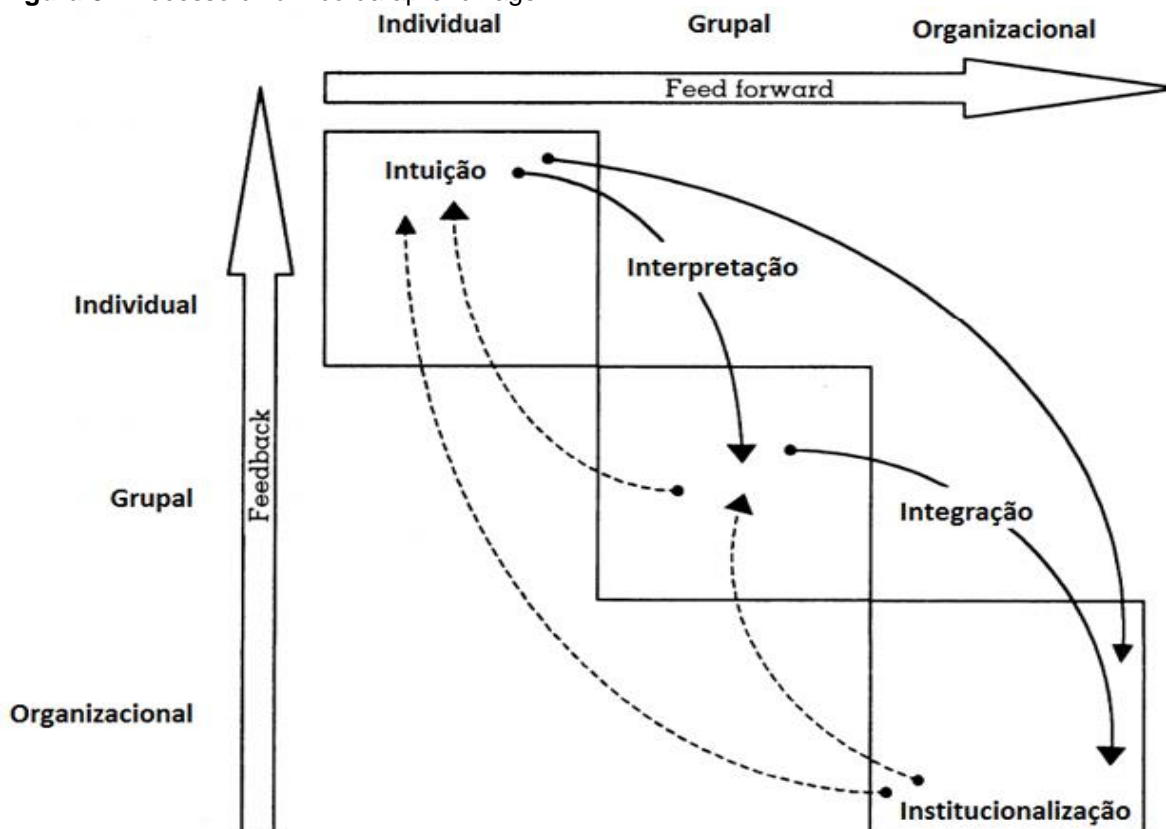 Individual
Grupal
Organizacional
Feed forward
Intuição
Interpretação
Individual
Feedback
Grupal
Integração
Organizacional
Institucionalização